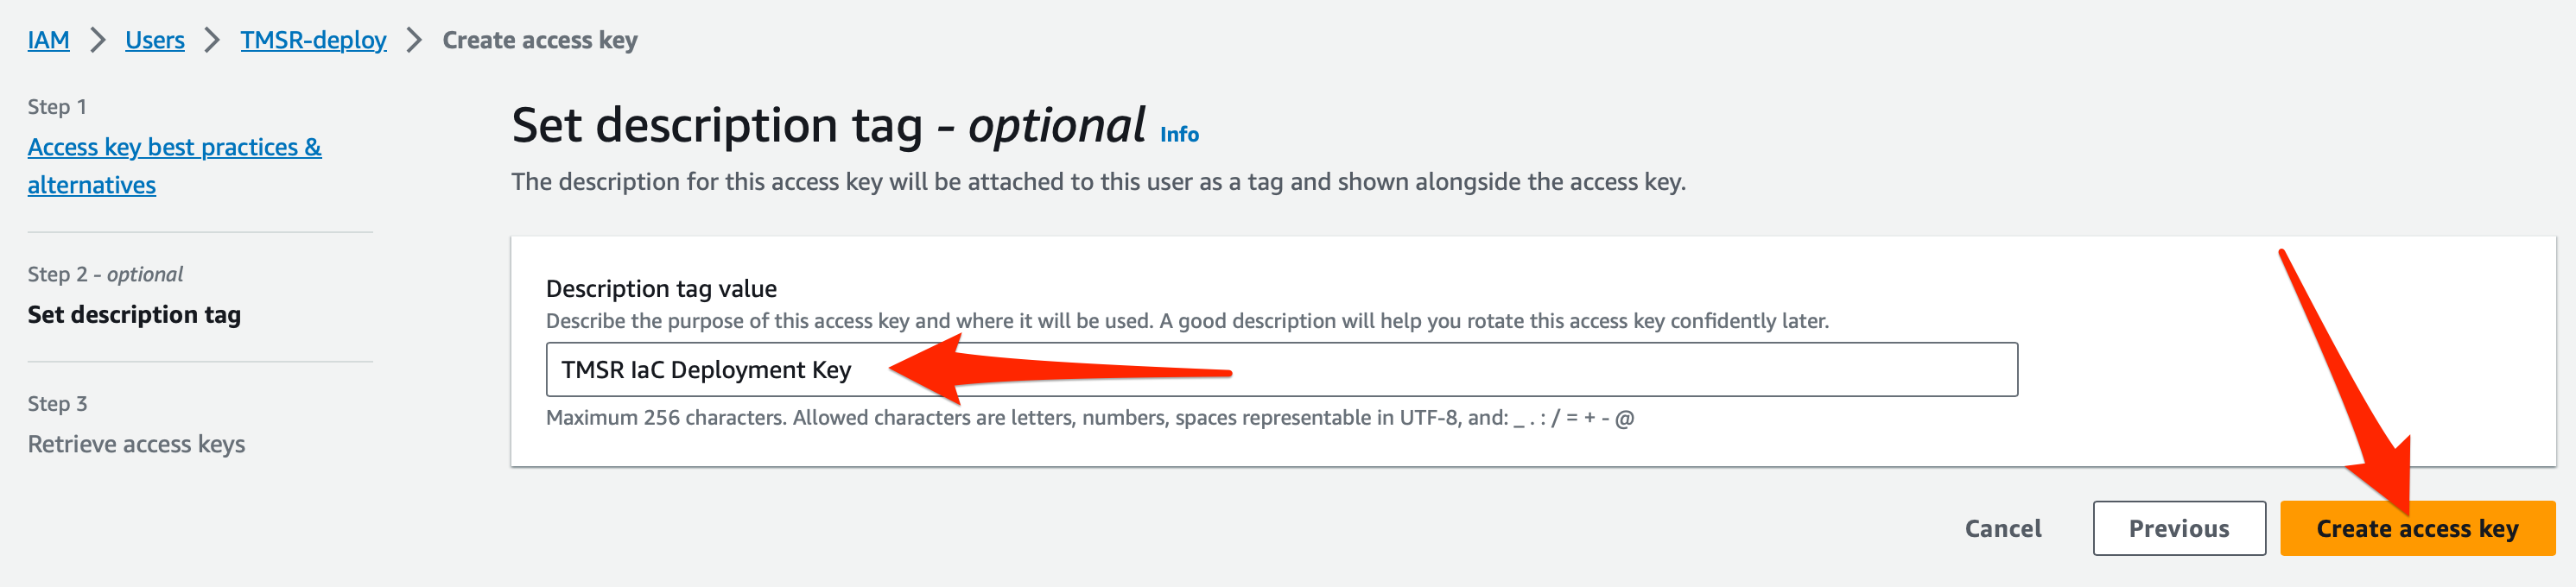 IAM > Users > TMSR-deploy > Create access key
Step 1
Access key best practices &
alternatives
Step 2 - optional
Set description tag
Step 3
Retrieve access keys
Set description tag - optional Info
The description for this access key will be attached to this user as a tag and shown alongside the access key.
Description tag value
Describe the purpose of this access key and where it will be used. A good description will help you rotate this access key confidently later.
TMSR IaC Deployment Key
Maximum 256 characters. Allowed characters are letters, numbers, spaces representable in UTF-8, and: _ . : / = + - @
Cancel Previous Create access key